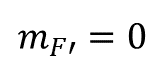 m_{F′} = 0